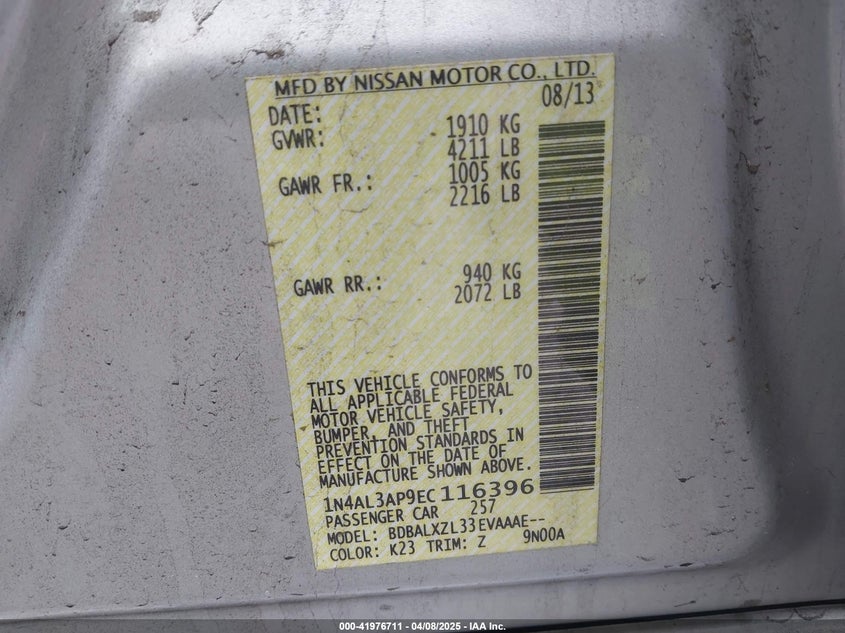 MFD BY NISSAN MOTOR CO., LTD.
DATE: 08/13
GVWR: 1910 KG
4211 LB
GAWR FR.: 1005 KG
2216 LB
GAWR RR.: 940 KG
2072 LB
THIS VEHICLE CONFORMS TO
ALL APPLICABLE FEDERAL
MOTOR VEHICLE SAFETY,
BUMPER, AND THEFT
PREVENTION STANDARDS IN
EFFECT ON THE DATE OF
MANUFACTURE SHOWN ABOVE.
1N4AL3AP9EC116396
PASSENGER CAR 257
MODEL: BDBALXZL33EVAAAE--
COLOR: K23 TRIM: Z 9N00A
000-41976711 - 04/08/2025 - IAA Inc.